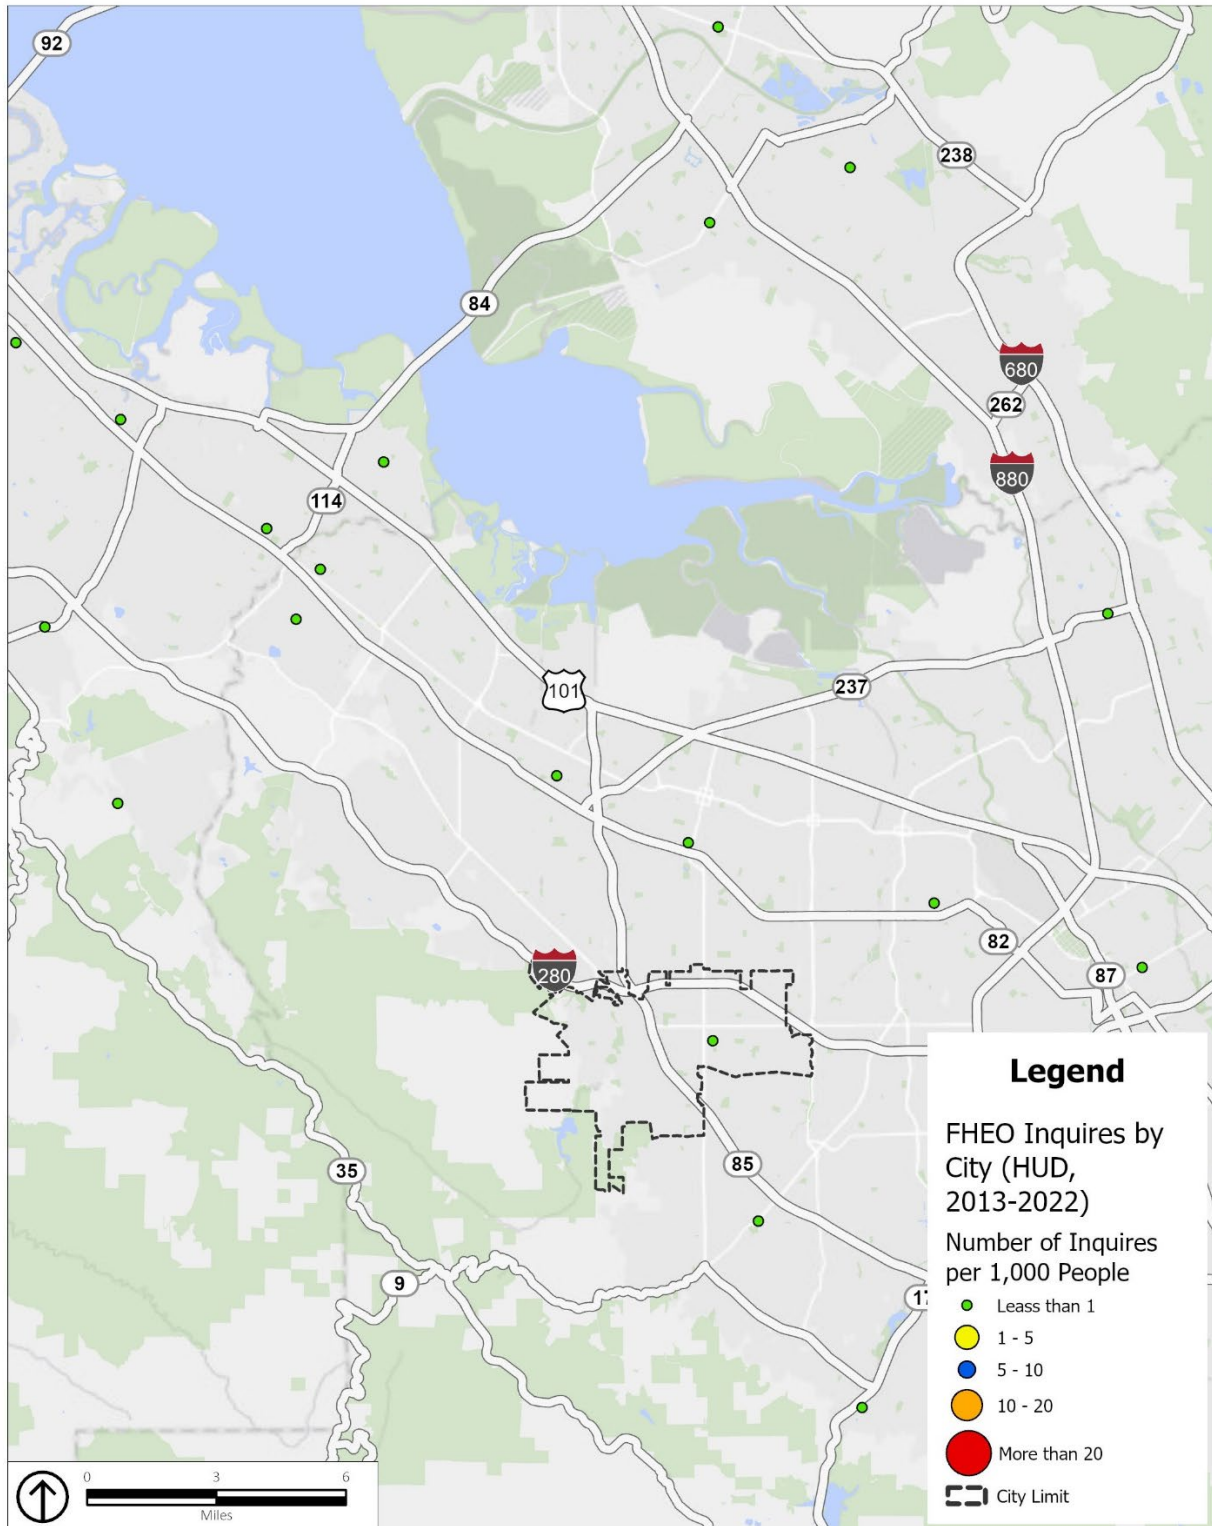 92
238
84
680
262
880
114
101
237
280
82
87
85
35
9
17
Legend
FHEO Inquires by
City (HUD,
2013-2022)
Number of Inquires
per 1,000 People
Leass than 1
1 - 5
5 - 10
10 - 20
More than 20
City Limit
0 3 6
Miles